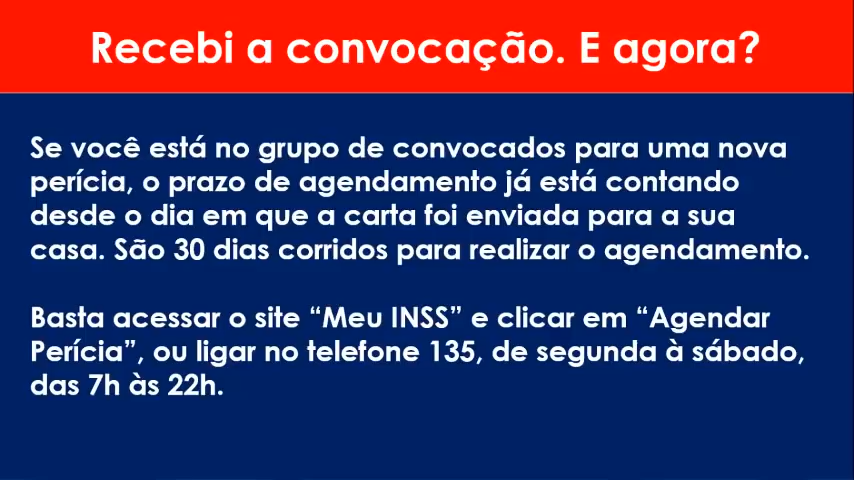 Recebi a convocação. E agora?
Se você está no grupo de convocados para uma nova
perícia, o prazo de agendamento já está contando
desde o dia em que a carta foi enviada para a sua
casa. São 30 dias corridos para realizar o agendamento.
Basta acessar o site “Meu INSS” e clicar em “Agendar
Perícia”, ou ligar no telefone 135, de segunda à sábado,
das 7h às 22h.